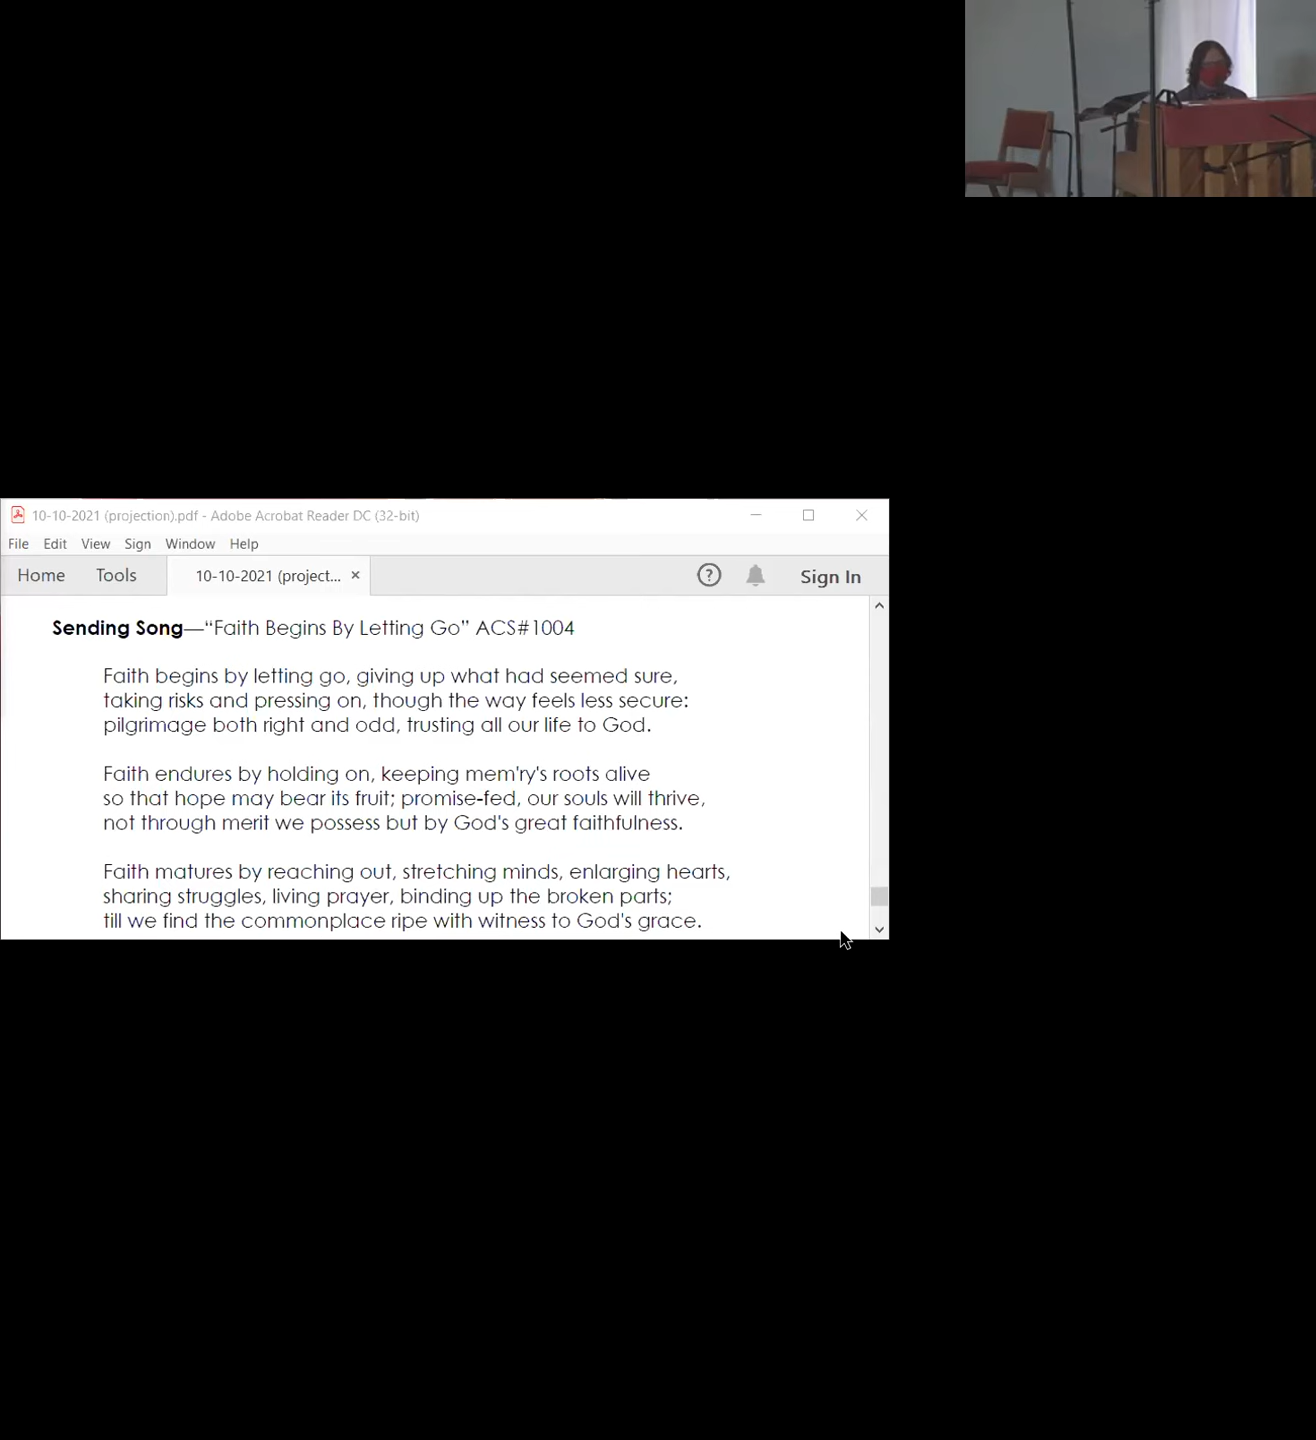 10-10-2021 (projection).pdf - Adobe Acrobat Reader DC (32-bit)
File Edit View Sign Window Help
Home Tools 10-10-2021 (project... × ? Sign In
Sending Song—“Faith Begins By Letting Go” ACS#1004
Faith begins by letting go, giving up what had seemed sure,
taking risks and pressing on, though the way feels less secure:
pilgrimage both right and odd, trusting all our life to God.
Faith endures by holding on, keeping mem'ry's roots alive
so that hope may bear its fruit; promise-fed, our souls will thrive,
not through merit we possess but by God's great faithfulness.
Faith matures by reaching out, stretching minds, enlarging hearts,
sharing struggles, living prayer, binding up the broken parts;
till we find the commonplace ripe with witness to God's grace.